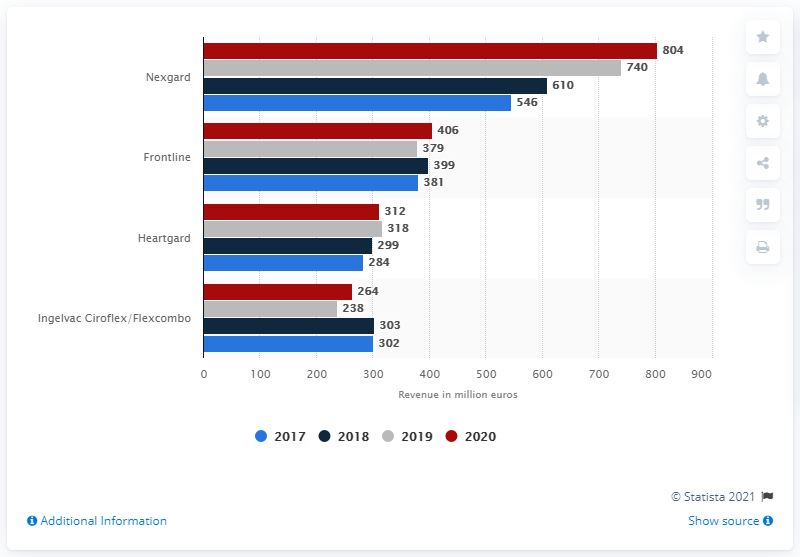 Nexgard
804
740
610
546
Frontline
406
379
399
381
Heartgard
312
318
299
284
Ingelvac Ciroflex/Flexcombo
264
238
303
302
0 100 200 300 400 500 600 700 800 900
Revenue in million euros
2017 2018 2019 2020
© Statista 2021
Additional Information
Show source